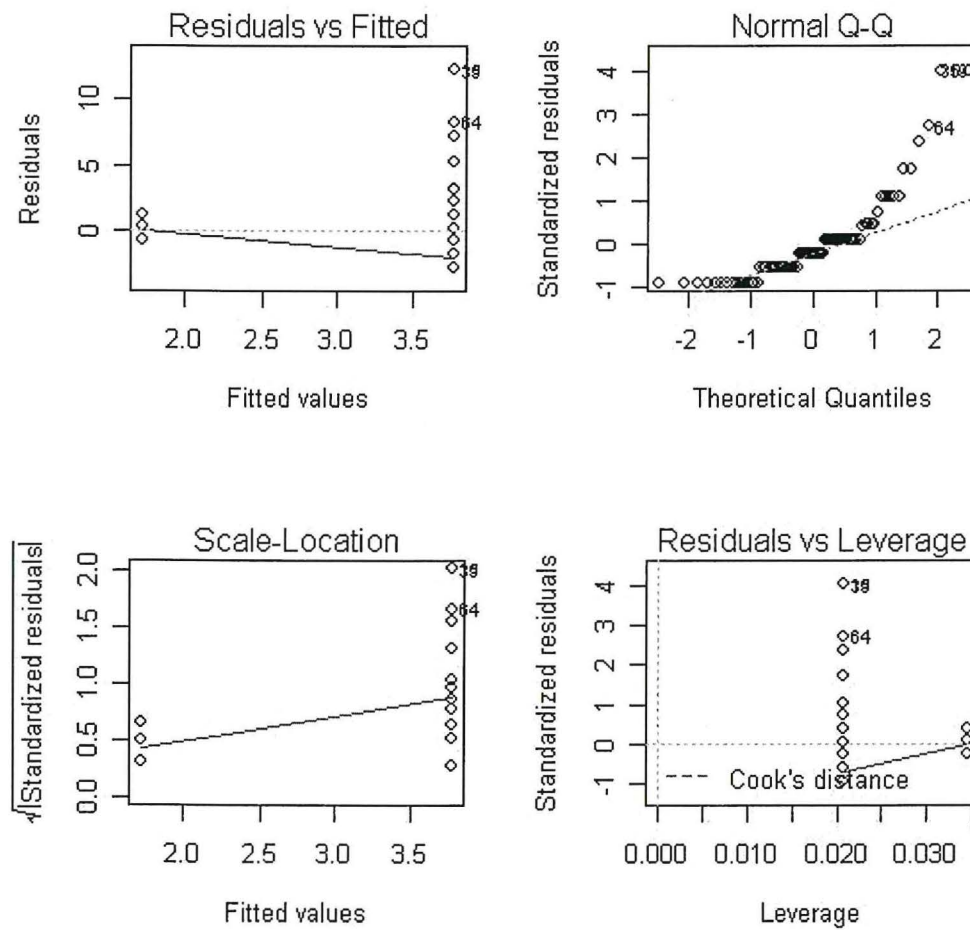 Residuals vs Fitted
Residuals
10
5
0
64
2.0 2.5 3.0 3.5
Fitted values
Normal Q-Q
Standardized residuals
4
3
2
1
0
-1
64
-2 -1 0 1 2
Theoretical Quantiles
Scale-Location
√|Standardized residuals|
2.0
1.5
1.0
0.5
0.0
64
2.0 2.5 3.0 3.5
Fitted values
Residuals vs Leverage
Standardized residuals
4
3
2
1
0
-1
64
Cook's distance
0.000 0.010 0.020 0.030
Leverage